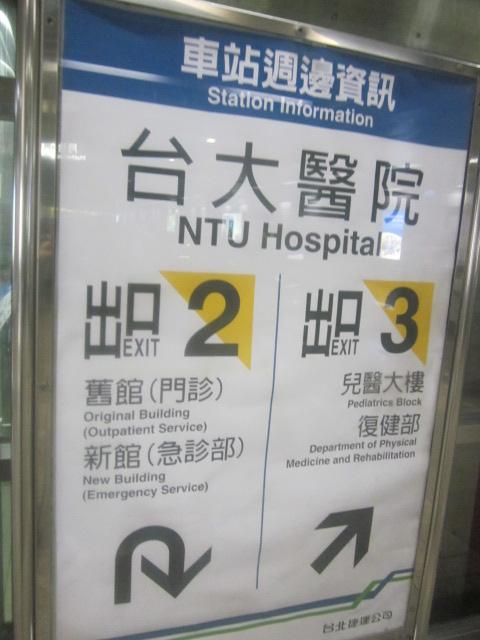 車站週邊資訊
Station Information
台大醫院
NTU Hospital
出口 EXIT 2
舊館(門診)
Original Building
(Outpatient Service)
新館(急診部)
New Building
(Emergency Service)
出口 EXIT 3
兒醫大樓
Pediatrics Block
復健部
Department of Physical
Medicine and Rehabilitation
台北捷運公司